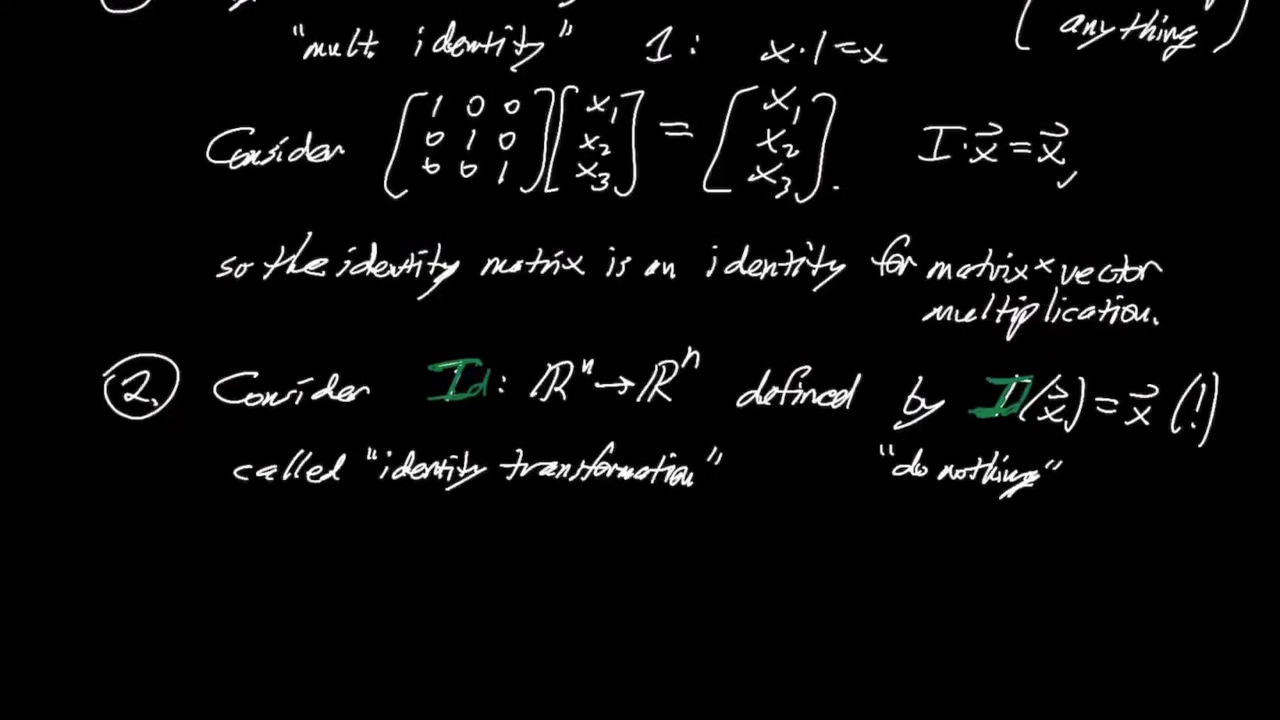 "mult. identity" 1: x·1=x (anything)
Consider [1 0 0 0 1 0 0 0 1] [x₁ x₂ x₃] = [x₁ x₂ x₃]. I·x⃗=x⃗ ✓
so the identity matrix is an identity for matrix × vector
multiplication.
2. Consider Id: ℝⁿ→ℝⁿ defined by Id(x⃗)=x⃗ (!)
called "identity transformation" "do nothing"